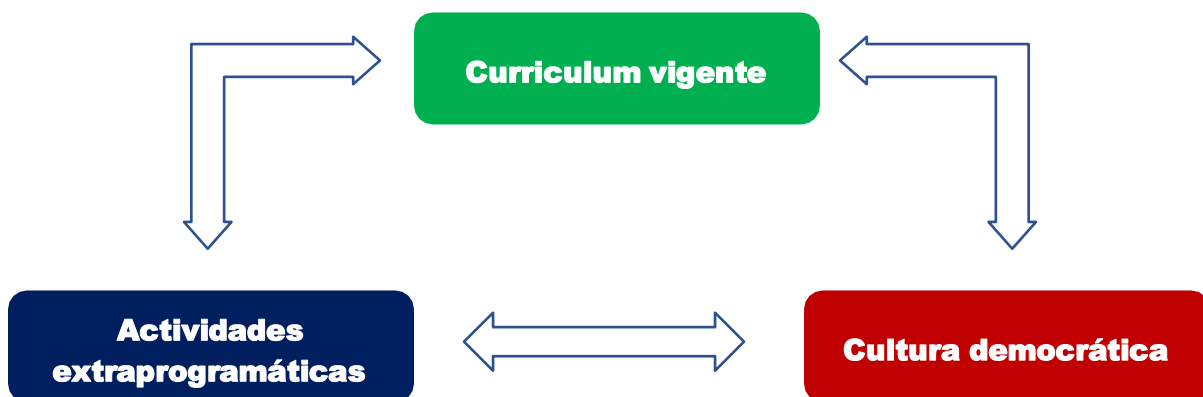 Curriculum vigente
Actividades
extraprogramáticas
Cultura democrática